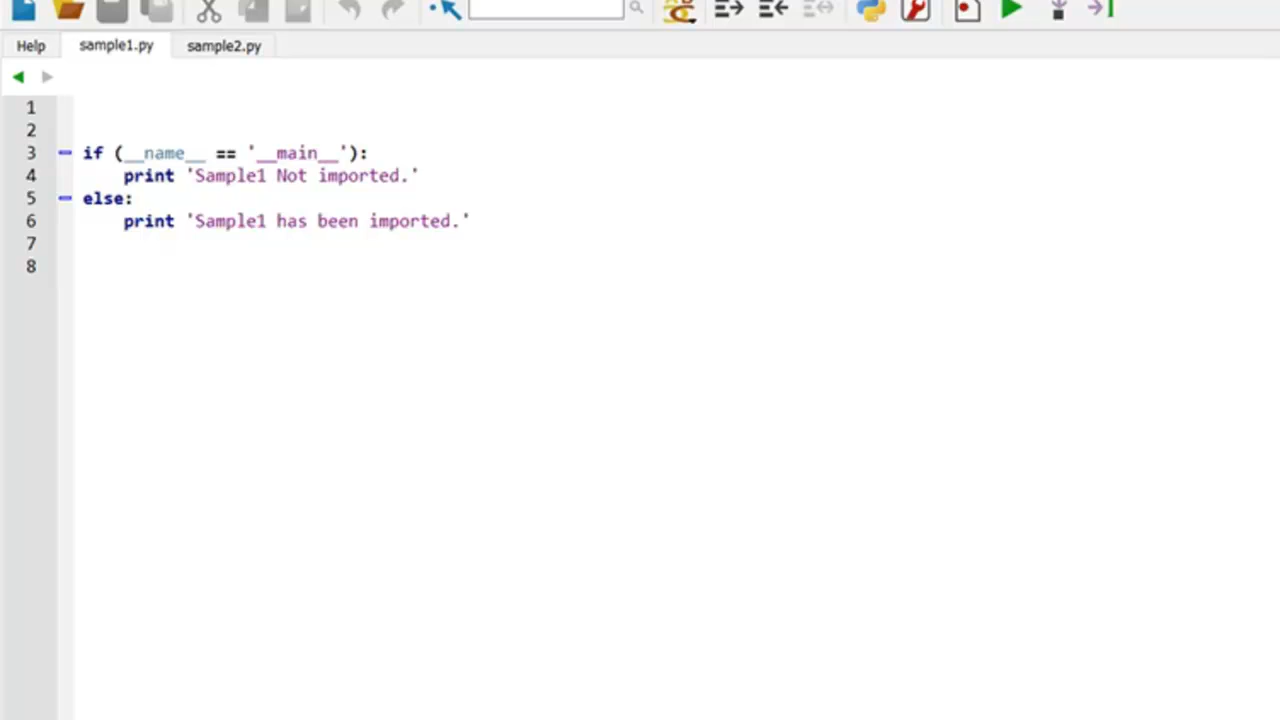 Help sample1.py sample2.py
1
2
3 if (__name__ == '__main__'):
4     print 'Sample1 Not imported.'
5 else:
6     print 'Sample1 has been imported.'
7
8